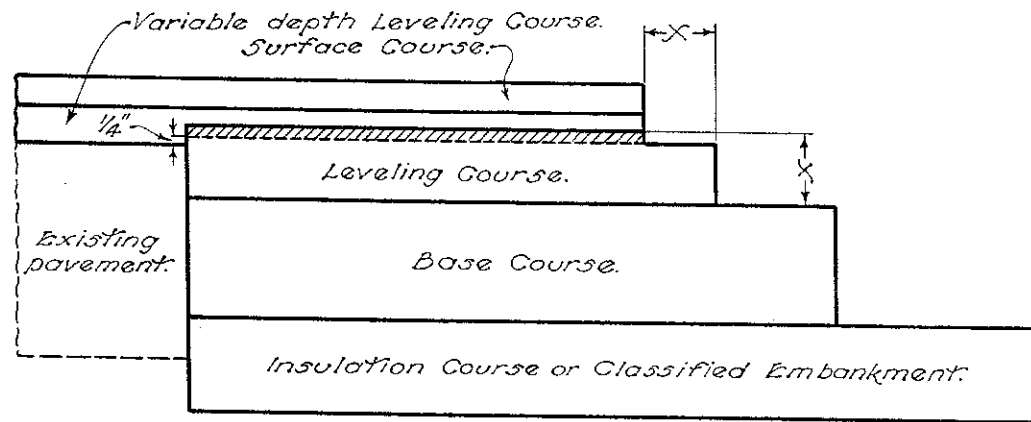 Variable depth Leveling Course.
Surface Course.
X
1/4"
Leveling Course.
X
Existing
pavement.
Base Course.
Insulation Course or Classified Embankment.